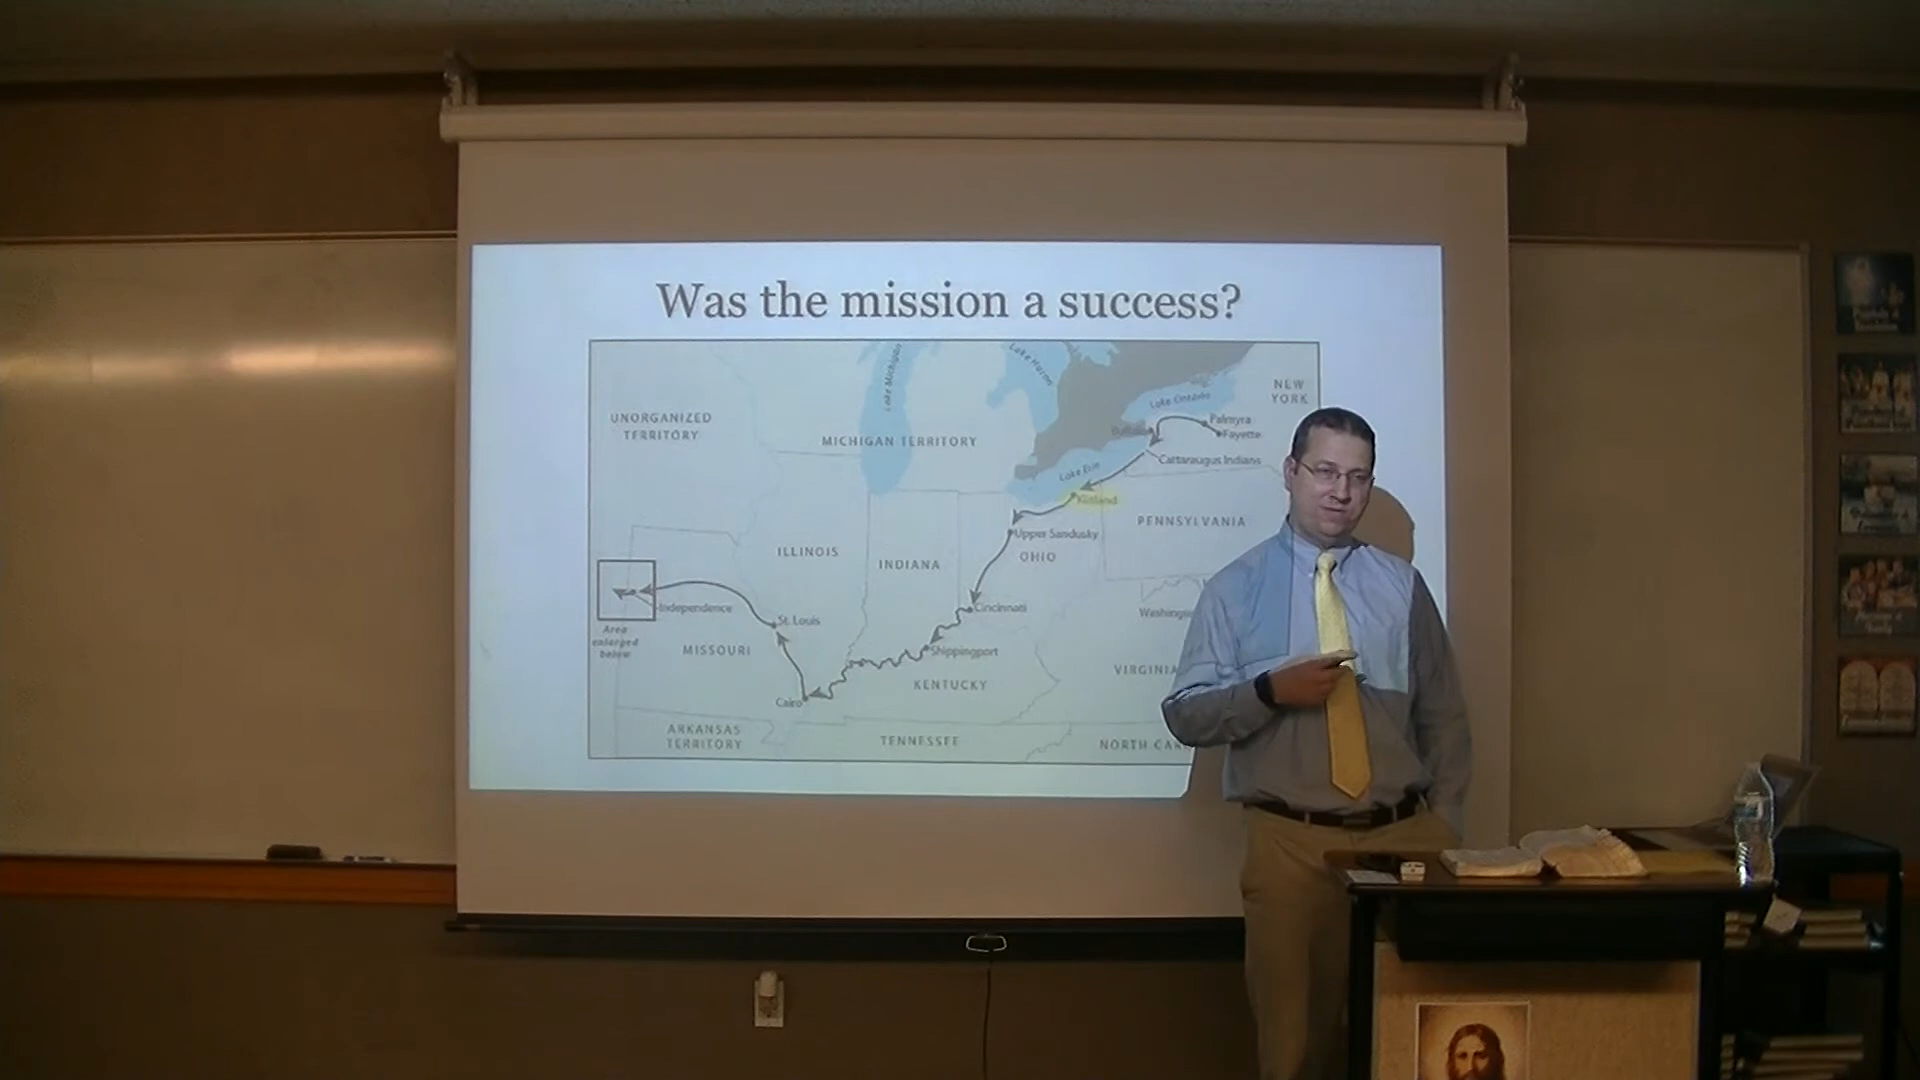 Was the mission a success?
Lake Michigan
Lake Huron
NEW
YORK
Lake Ontario
UNORGANIZED
TERRITORY
MICHIGAN TERRITORY
Palmyra
Buffalo
Fayette
Cattaraugus Indians
Lake Erie
Kirtland
PENNSYLVANIA
Upper Sandusky
OHIO
ILLINOIS
INDIANA
Independence
Cincinnati
Washing
St. Louis
Area
enlarged
below
MISSOURI
Shippingport
VIRGINIA
KENTUCKY
Cairo
ARKANSAS
TERRITORY
TENNESSEE
NORTH CAR